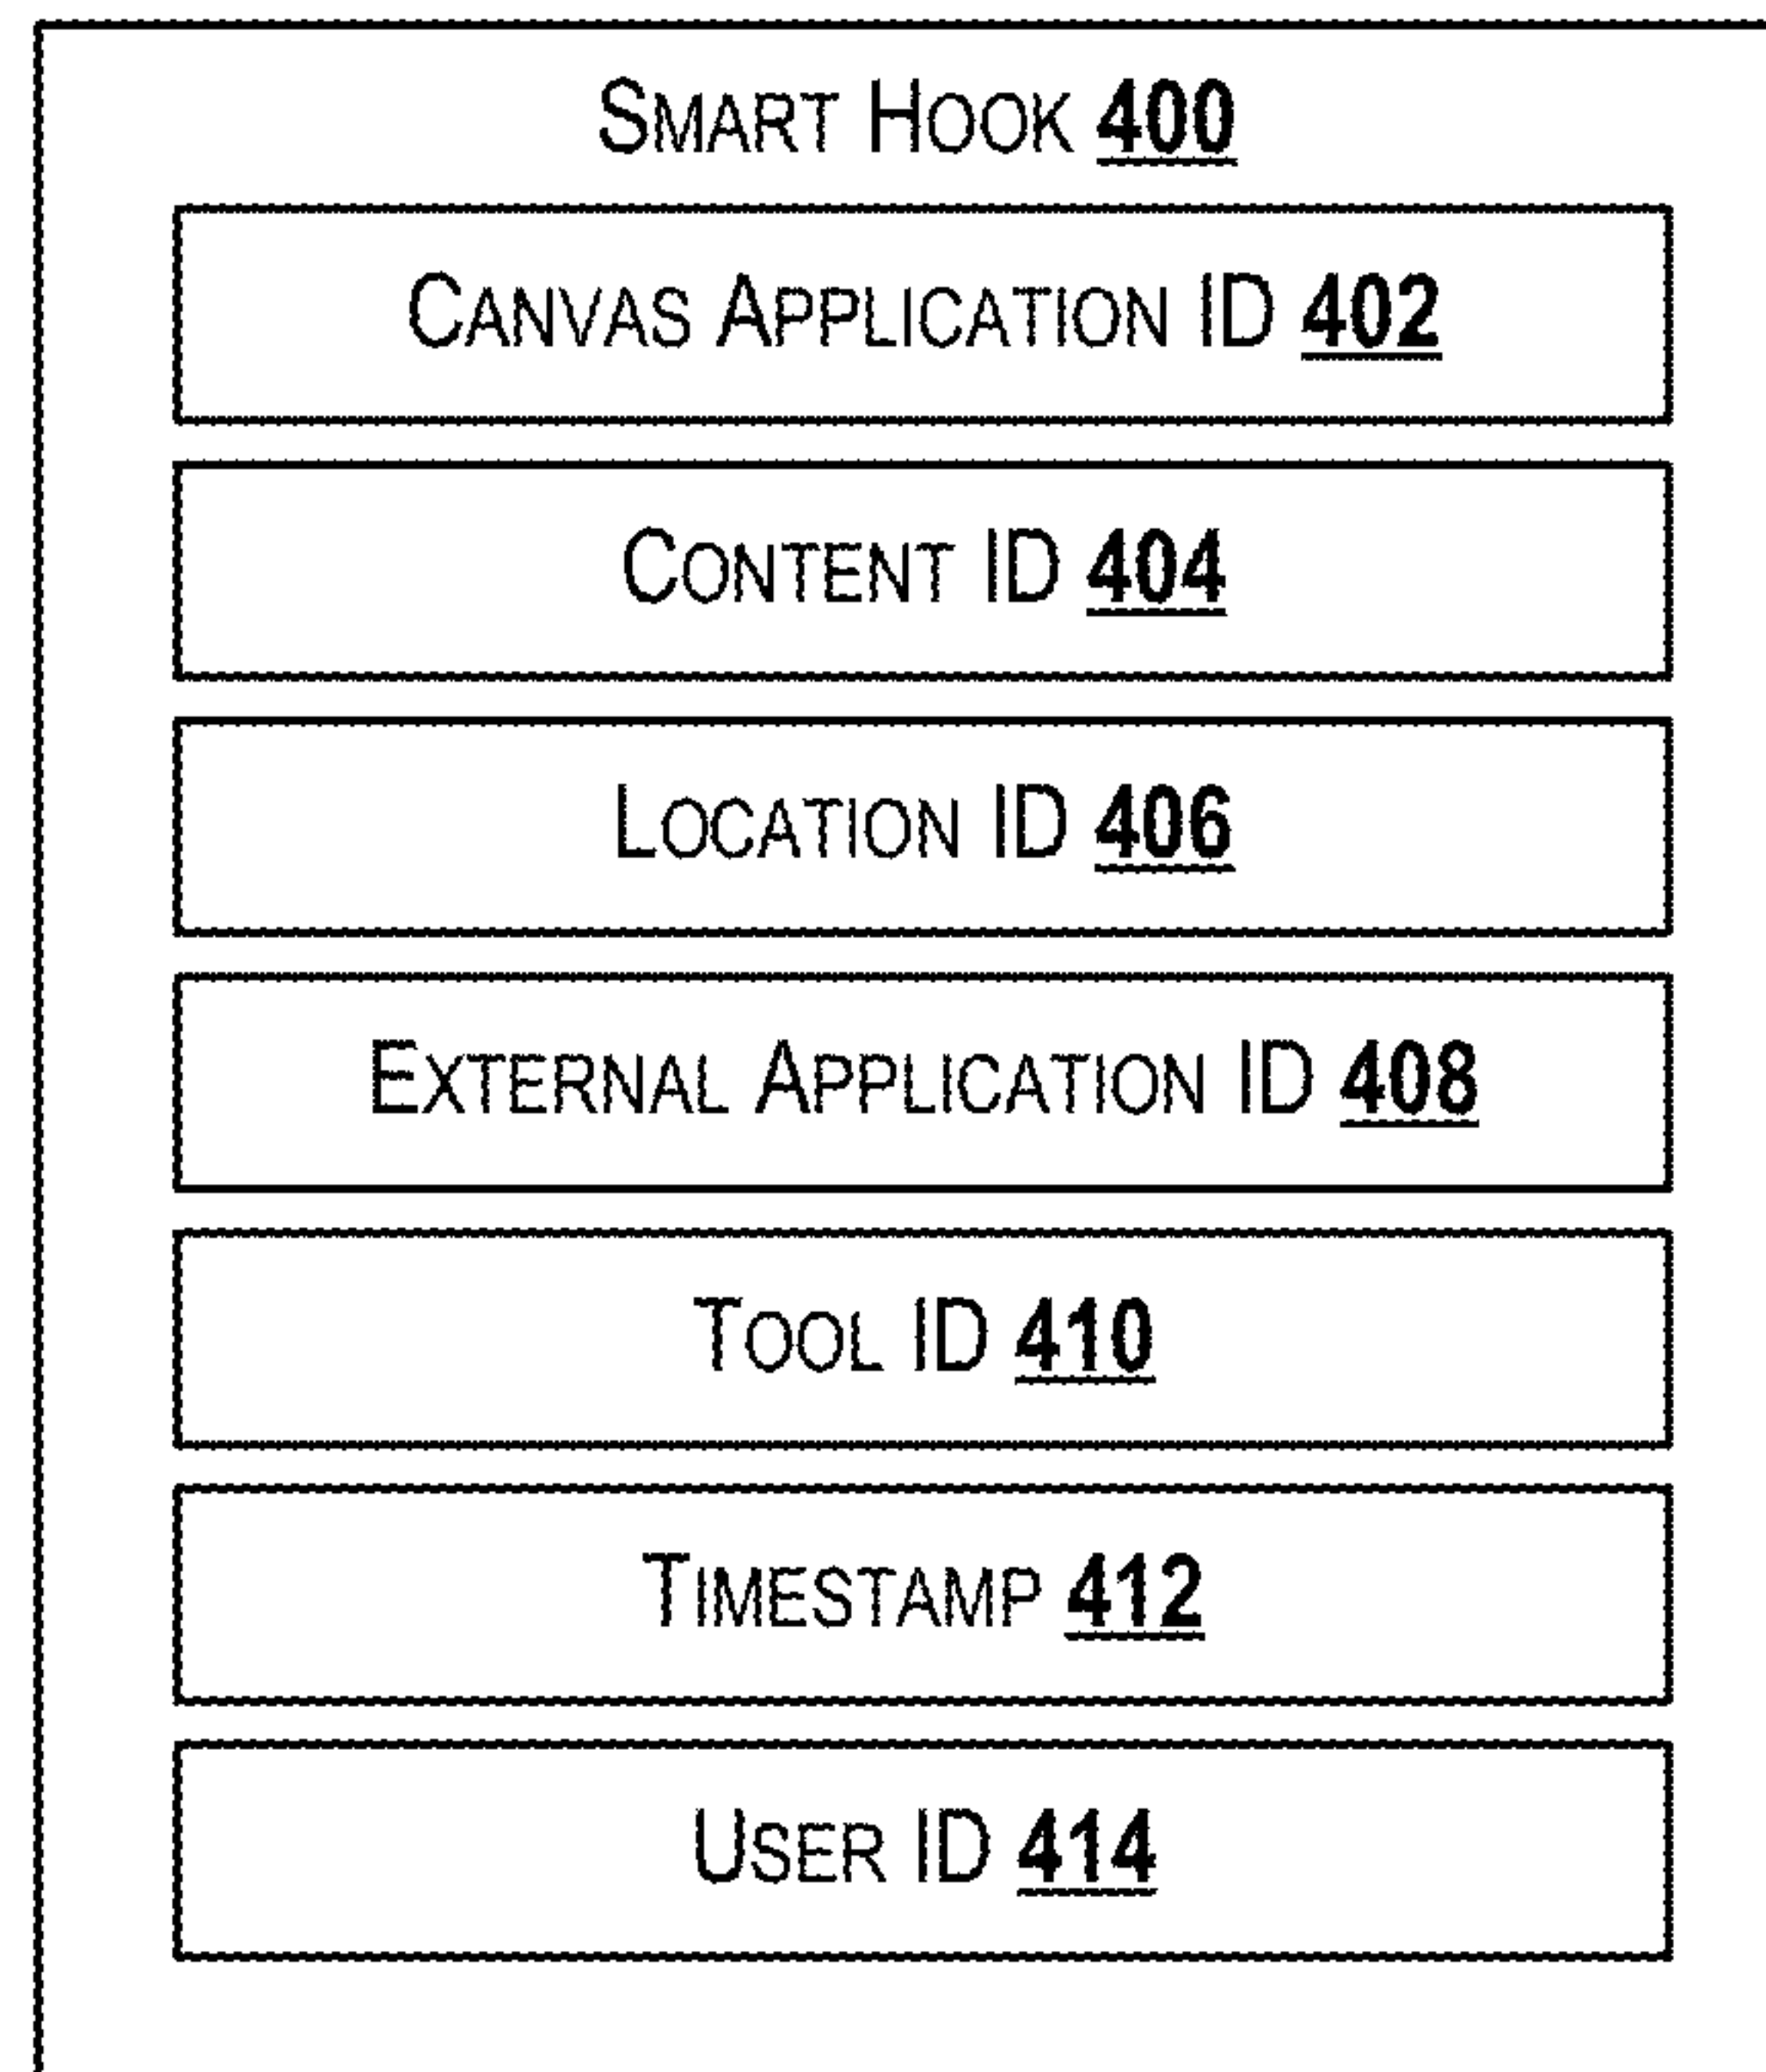 SMART HOOK 400
CANVAS APPLICATION ID 402
CONTENT ID 404
LOCATION ID 406
EXTERNAL APPLICATION ID 408
TOOL ID 410
TIMESTAMP 412
USER ID 414